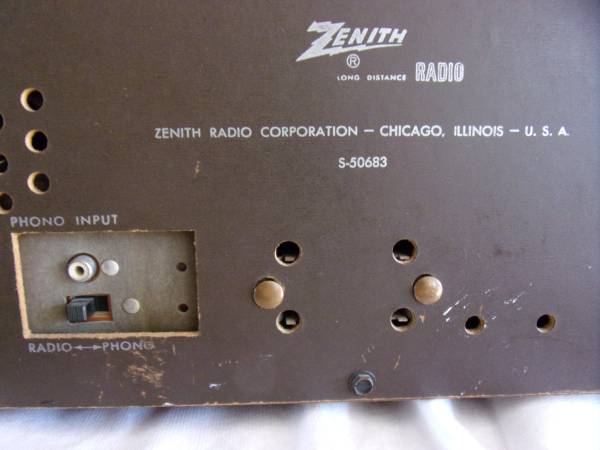 ZENITH
®
LONG DISTANCE RADIO
ZENITH RADIO CORPORATION — CHICAGO, ILLINOIS — U. S. A.
S-50683
PHONO INPUT
RADIO ◄—► PHONO